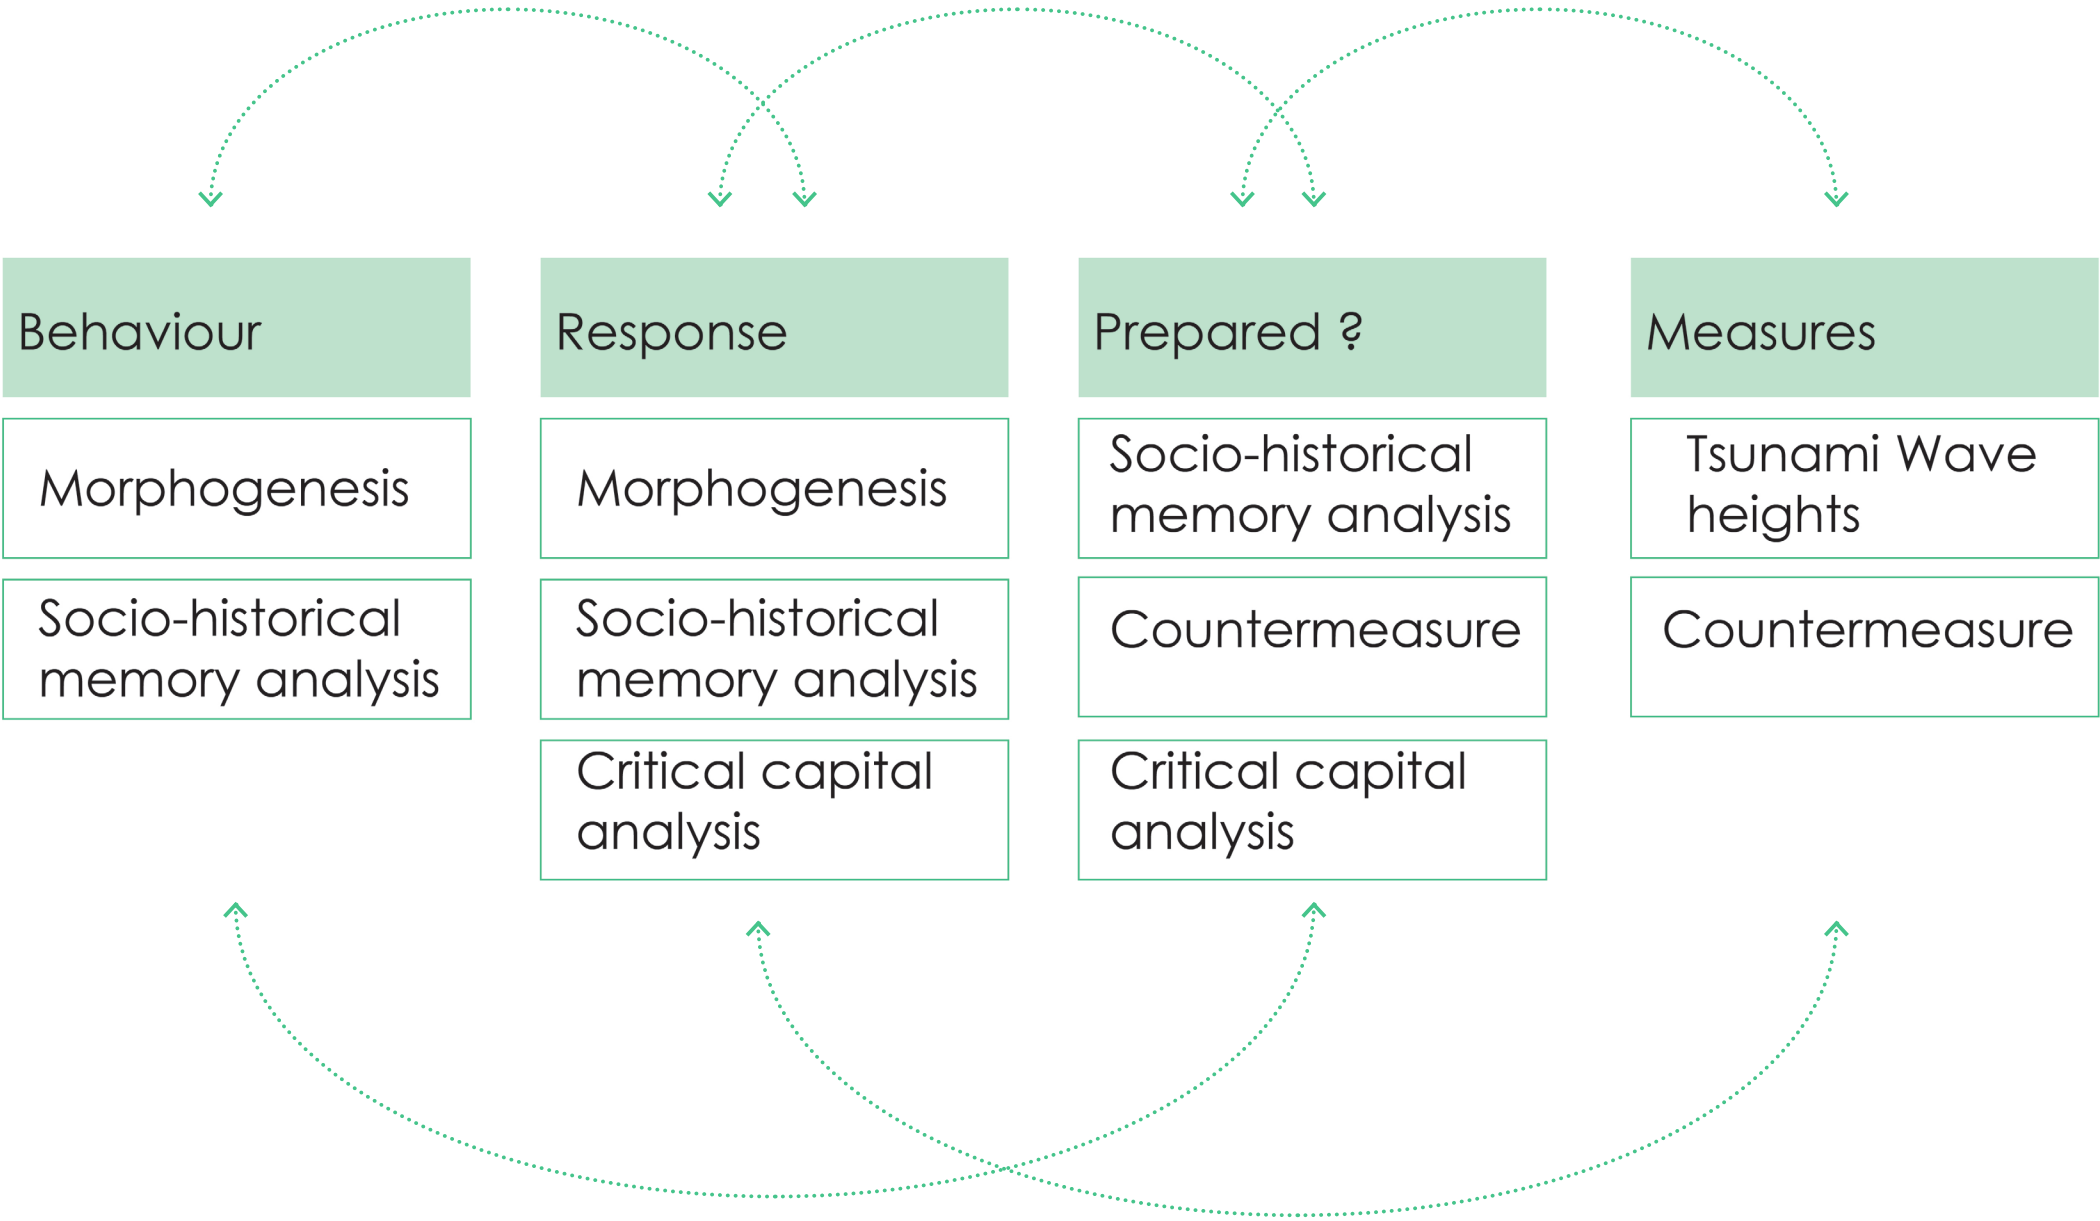 Behaviour
Response
Prepared ?
Measures
Morphogenesis
Morphogenesis
Socio-historical
memory analysis
Tsunami Wave
heights
Socio-historical
memory analysis
Socio-historical
memory analysis
Countermeasure
Countermeasure
Critical capital
analysis
Critical capital
analysis